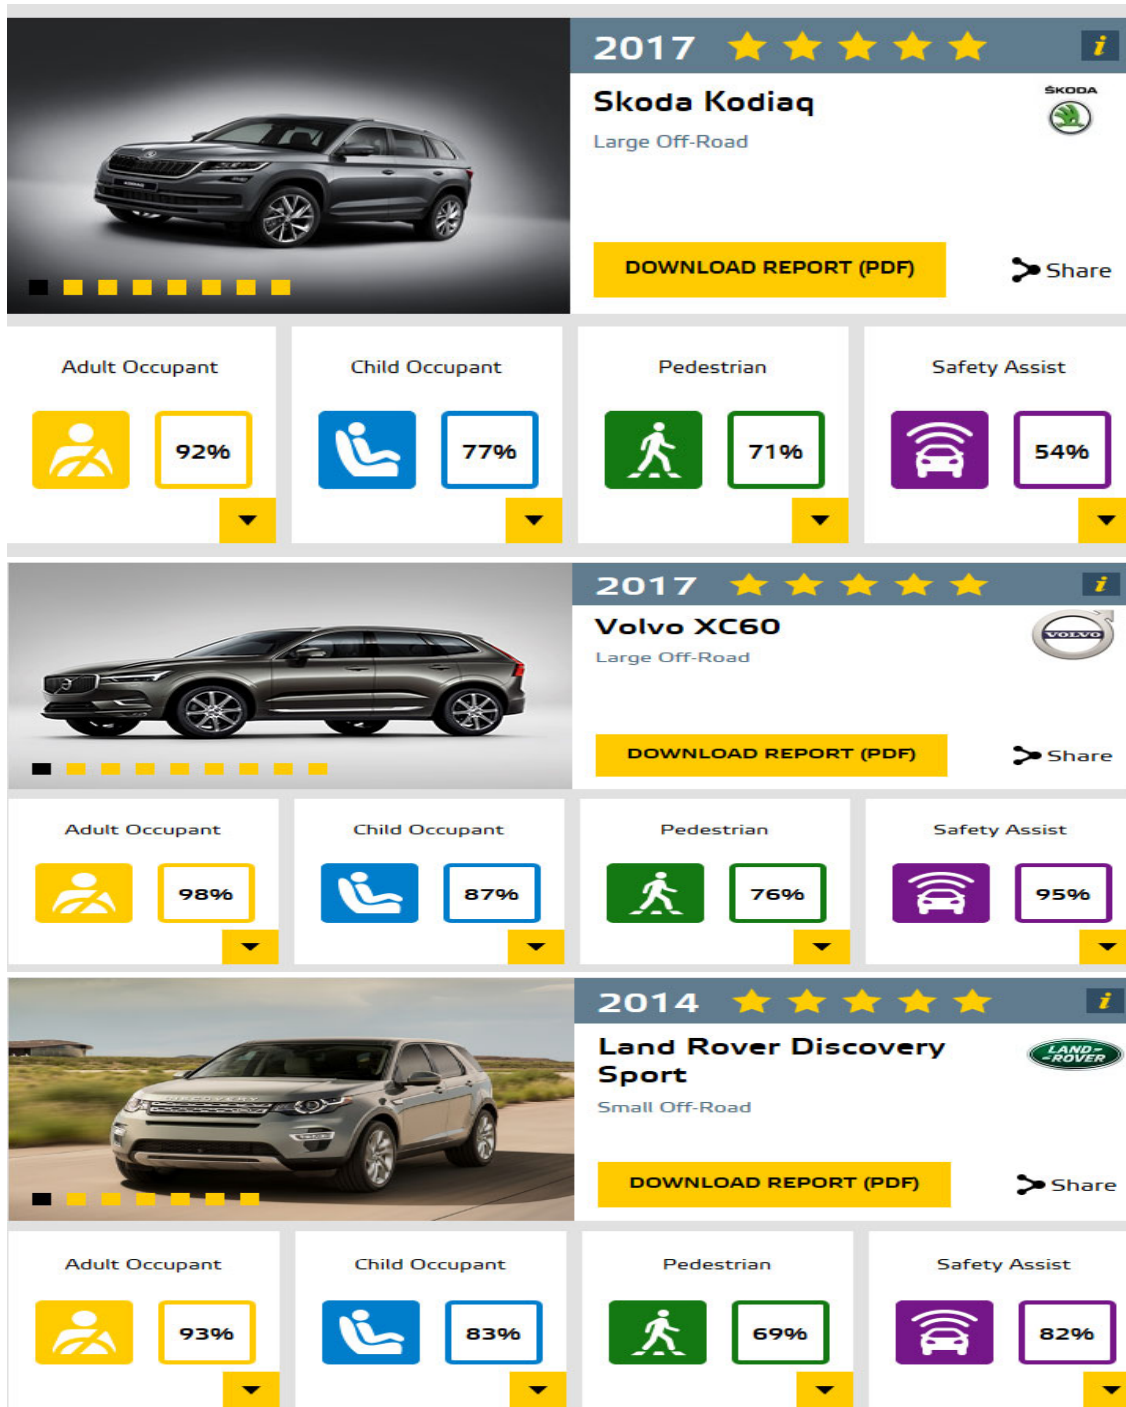 2017
ŠKODA
Skoda Kodiaq
Large Off-Road
DOWNLOAD REPORT (PDF)
Share
Adult Occupant
Child Occupant
Pedestrian
Safety Assist
92%
77%
71%
54%
2017
Volvo XC60
VOLVO
Large Off-Road
DOWNLOAD REPORT (PDF)
Share
Adult Occupant
Child Occupant
Pedestrian
Safety Assist
98%
87%
76%
95%
2014
Land Rover Discovery
Sport
LAND-
-ROVER
Small Off-Road
DISCOVERY
DOWNLOAD REPORT (PDF)
Share
Adult Occupant
Child Occupant
Pedestrian
Safety Assist
93%
83%
69%
82%